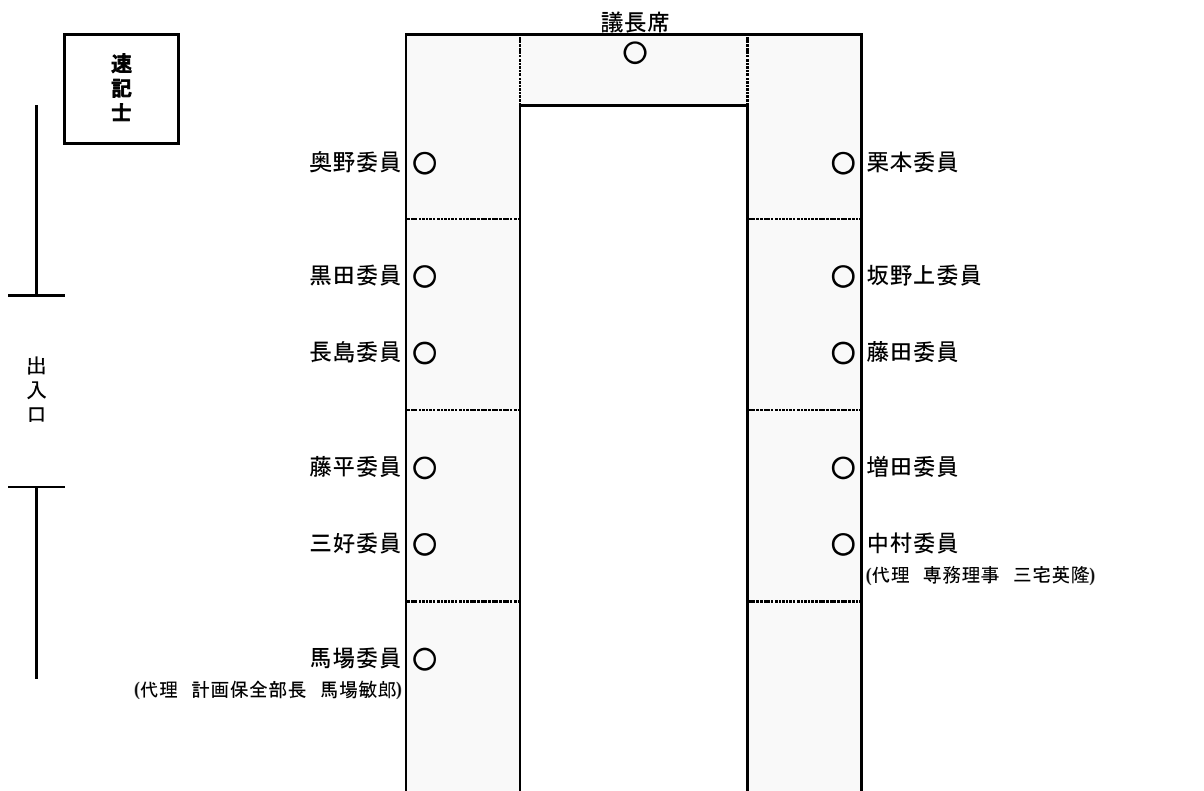 議長席
速記士
奥野委員
栗本委員
黒田委員
坂野上委員
出入口
長島委員
藤田委員
藤平委員
増田委員
三好委員
中村委員
(代理 専務理事 三宅英隆)
馬場委員
(代理 計画保全部長 馬場敏郎)